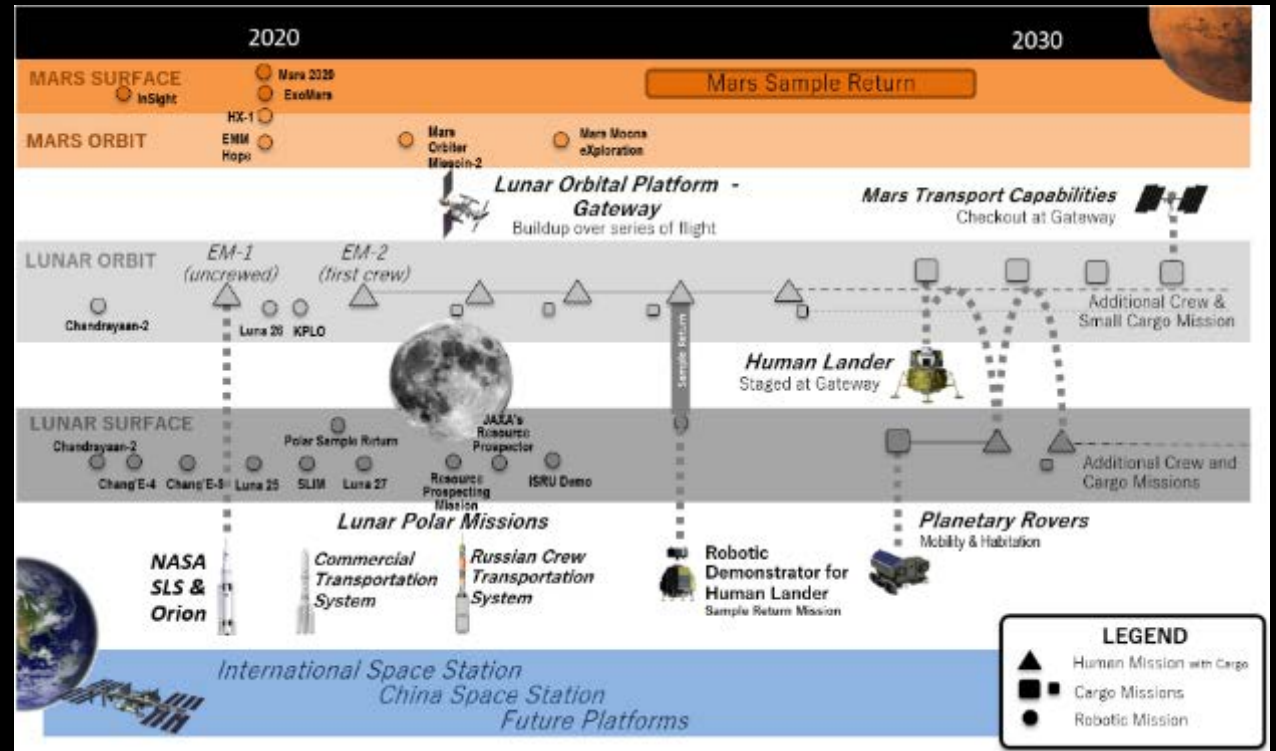 2020
2030
MARS SURFACE
InSight
Mars 2020
ExoMars
Mars Sample Return
HX-1
MARS ORBIT
EMM
Hope
Mars
Orbiter
Missoin-2
Mars Moons
eXploration
Lunar Orbital Platform -
Gateway
Buildup over series of flight
Mars Transport Capabilities
Checkout at Gateway
LUNAR ORBIT
EM-1
(uncrewed)
EM-2
(first crew)
Chandrayaan-2
Luna 26
KPLO
Additional Crew &
Small Cargo Mission
Sample Return
Human Lander
Staged at Gateway
LUNAR SURFACE
Chandrayaan-2
Chang'E-4
Chang'E-5
Luna 25
Polar Sample Return
SLIM
Luna 27
JAXA's
Resource
Prospector
Resource
Prospecting
Mission
ISRU Demo
Additional Crew and
Cargo Missions
Lunar Polar Missions
Planetary Rovers
Mobility & Habitation
NASA
SLS &
Orion
Commercial
Transportation
System
Russian Crew
Transportation
System
Robotic
Demonstrator for
Human Lander
Sample Return Mission
International Space Station
China Space Station
Future Platforms
LEGEND
Human Mission with Cargo
Cargo Missions
Robotic Mission